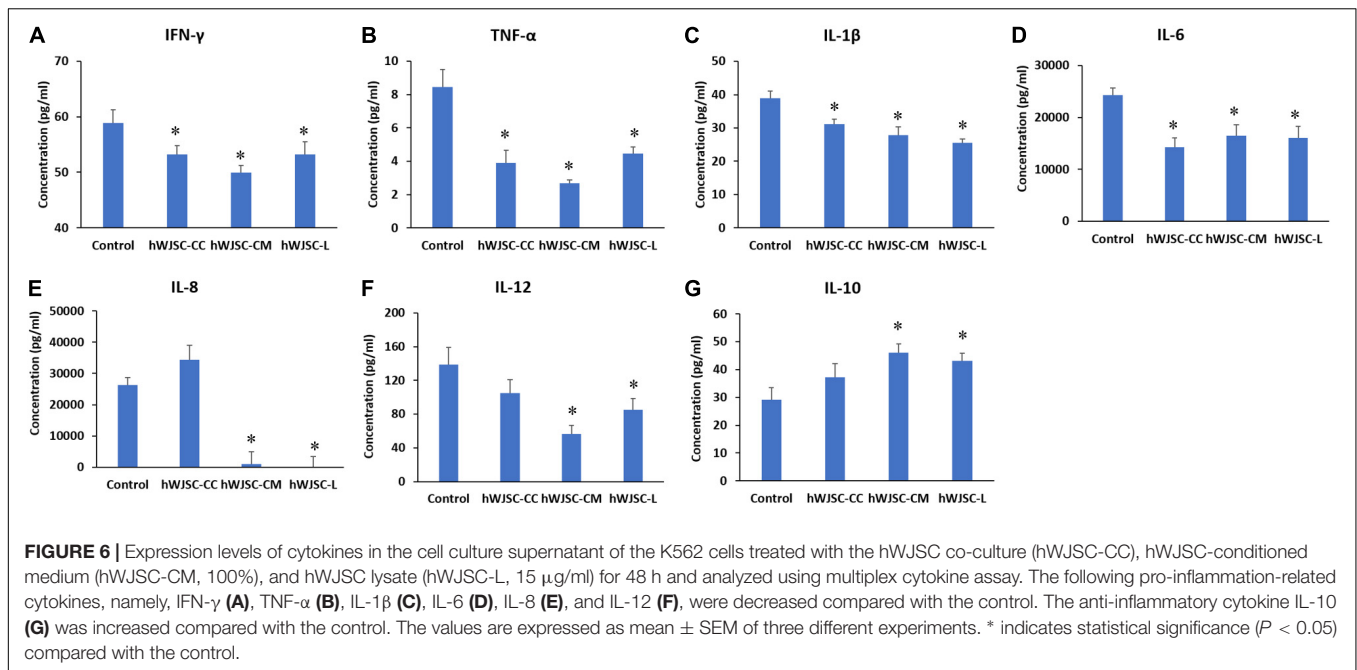 A
IFN-γ
Concentration (pg/ml)
70
60
50
40
Control hWJSC-CC hWJSC-CM hWJSC-L
* * *
B
TNF-α
Concentration (pg/ml)
10
8
6
4
2
0
Control hWJSC-CC hWJSC-CM hWJSC-L
* * *
C
IL-1β
Concentration (pg/ml)
50
40
30
20
10
0
Control hWJSC-CC hWJSC-CM hWJSC-L
* * *
D
IL-6
Concentration (pg/ml)
30000
20000
10000
0
Control hWJSC-CC hWJSC-CM hWJSC-L
* * *
E
IL-8
Concentration (pg/ml)
50000
40000
30000
20000
10000
0
Control hWJSC-CC hWJSC-CM hWJSC-L
* *
F
IL-12
Concentration (pg/ml)
200
160
120
80
40
0
Control hWJSC-CC hWJSC-CM hWJSC-L
* *
G
IL-10
Concentration (pg/ml)
60
50
40
30
20
10
0
Control hWJSC-CC hWJSC-CM hWJSC-L
* *
FIGURE 6 | Expression levels of cytokines in the cell culture supernatant of the K562 cells treated with the hWJSC co-culture (hWJSC-CC), hWJSC-conditioned
medium (hWJSC-CM, 100%), and hWJSC lysate (hWJSC-L, 15 μg/ml) for 48 h and analyzed using multiplex cytokine assay. The following pro-inflammation-related
cytokines, namely, IFN-γ (A), TNF-α (B), IL-1β (C), IL-6 (D), IL-8 (E), and IL-12 (F), were decreased compared with the control. The anti-inflammatory cytokine IL-10
(G) was increased compared with the control. The values are expressed as mean ± SEM of three different experiments. * indicates statistical significance (P < 0.05)
compared with the control.